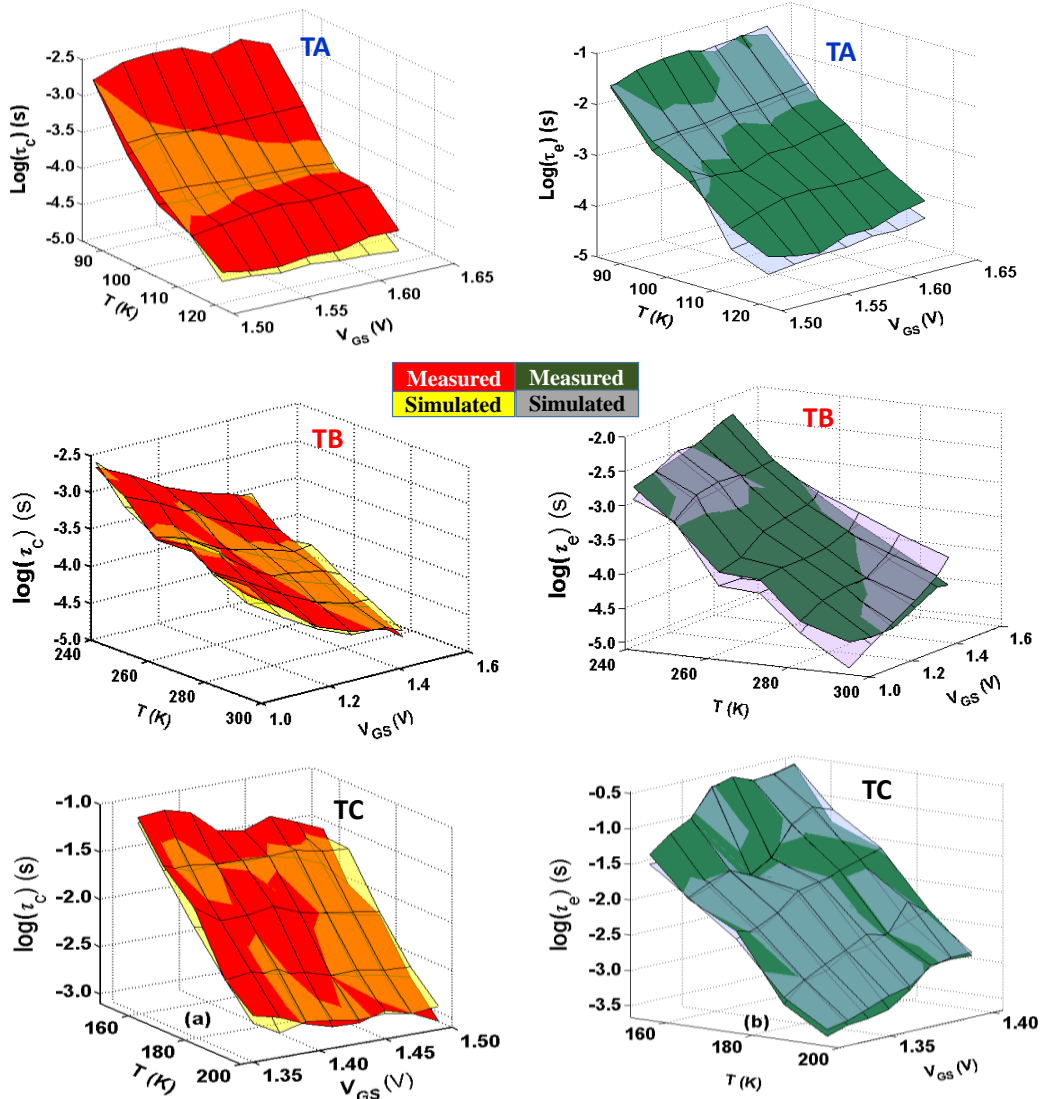 TA
Log(τc) (s)
-2.5
-3.0
-3.5
-4.0
-4.5
-5.0
90
100
110
120
T (K)
1.50
1.55
1.60
1.65
VGS (V)
TA
Log(τe) (s)
-1
-2
-3
-4
-5
90
100
110
120
T (K)
1.50
1.55
1.60
1.65
VGS (V)
Measured Measured
Simulated Simulated
TB
log(τc) (s)
-2.5
-3.0
-3.5
-4.0
-4.5
-5.0
240
260
280
300
T (K)
1.0
1.2
1.4
1.6
VGS (V)
TB
log(τe) (s)
-2.0
-2.5
-3.0
-3.5
-4.0
-4.5
-5.0
240
260
280
300
T (K)
1.0
1.2
1.4
1.6
VGS (V)
TC
log(τc) (s)
-1.0
-1.5
-2.0
-2.5
-3.0
160
180
200
T (K)
(a)
1.35
1.40
1.45
1.50
VGS (V)
TC
log(τe) (s)
-0.5
-1.0
-1.5
-2.0
-2.5
-3.0
-3.5
160
180
200
T (K)
(b)
1.35
1.40
VGS (V)